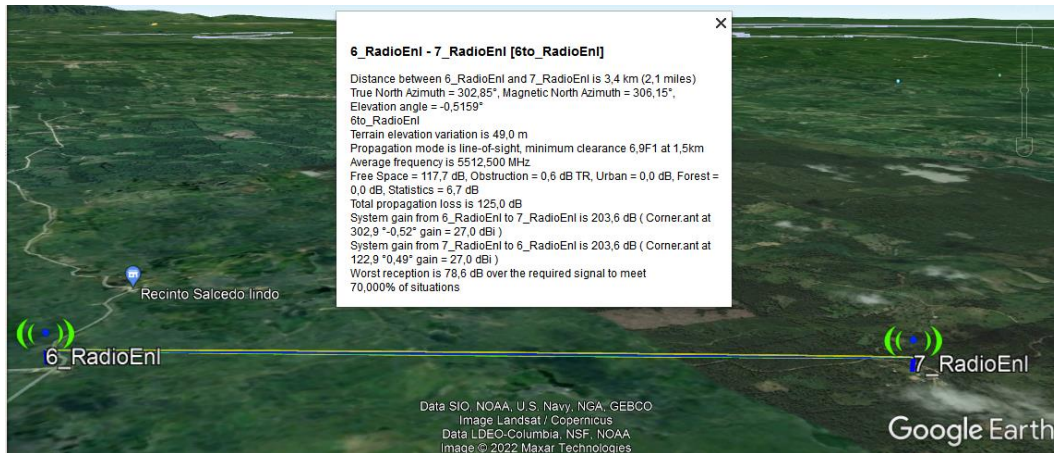 6_RadioEnl - 7_RadioEnl [6to_RadioEnl]
Distance between 6_RadioEnl and 7_RadioEnl is 3,4 km (2,1 miles)
True North Azimuth = 302,85°, Magnetic North Azimuth = 306,15°,
Elevation angle = -0,5159°
6to_RadioEnl
Terrain elevation variation is 49,0 m
Propagation mode is line-of-sight, minimum clearance 6,9F1 at 1,5km
Average frequency is 5512,500 MHz
Free Space = 117,7 dB, Obstruction = 0,6 dB TR, Urban = 0,0 dB, Forest =
0,0 dB, Statistics = 6,7 dB
Total propagation loss is 125,0 dB
System gain from 6_RadioEnl to 7_RadioEnl is 203,6 dB ( Corner.ant at
302,9 °-0,52° gain = 27,0 dBi )
System gain from 7_RadioEnl to 6_RadioEnl is 203,6 dB ( Corner.ant at
122,9 °0,49° gain = 27,0 dBi )
Worst reception is 78,6 dB over the required signal to meet
70,000% of situations
Recinto Salcedo lindo
6_RadioEnl
7_RadioEnl
Data SIO, NOAA, U.S. Navy, NGA, GEBCO
Image Landsat / Copernicus
Data LDEO-Columbia, NSF, NOAA
Image © 2022 Maxar Technologies
Google Earth